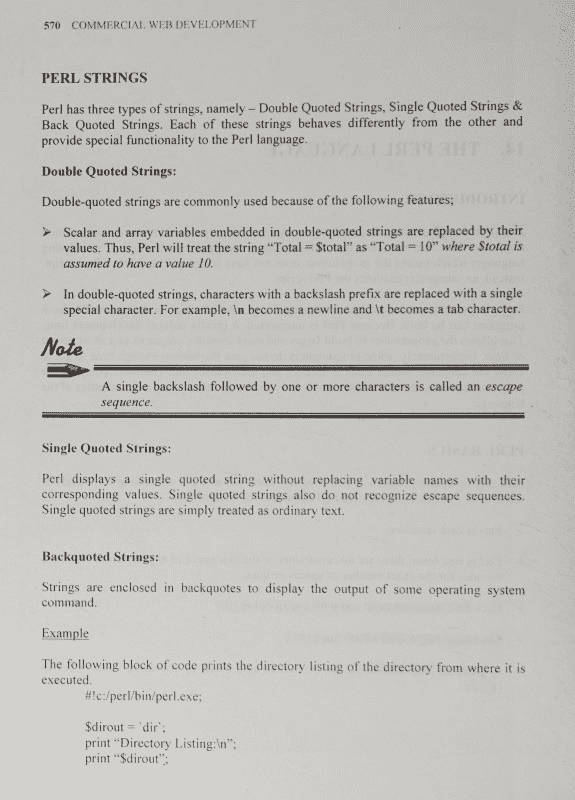 570 COMMERCIAL WEB DEVELOPMENT
PERL STRINGS
Perl has three types of strings, namely – Double Quoted Strings, Single Quoted Strings &
Back Quoted Strings. Each of these strings behaves differently from the other and
provide special functionality to the Perl language.
Double Quoted Strings:
Double-quoted strings are commonly used because of the following features;
➢ Scalar and array variables embedded in double-quoted strings are replaced by their
values. Thus, Perl will treat the string “Total = $total” as “Total = 10” where $total is
assumed to have a value 10.
➢ In double-quoted strings, characters with a backslash prefix are replaced with a single
special character. For example, \n becomes a newline and \t becomes a tab character.
Note
A single backslash followed by one or more characters is called an escape
sequence.
Single Quoted Strings:
Perl displays a single quoted string without replacing variable names with their
corresponding values. Single quoted strings also do not recognize escape sequences.
Single quoted strings are simply treated as ordinary text.
Backquoted Strings:
Strings are enclosed in backquotes to display the output of some operating system
command.
Example
The following block of code prints the directory listing of the directory from where it is
executed.
#!c:/perl/bin/perl.exe;
$dirout = `dir`;
print “Directory Listing:\n”;
print “$dirout”;